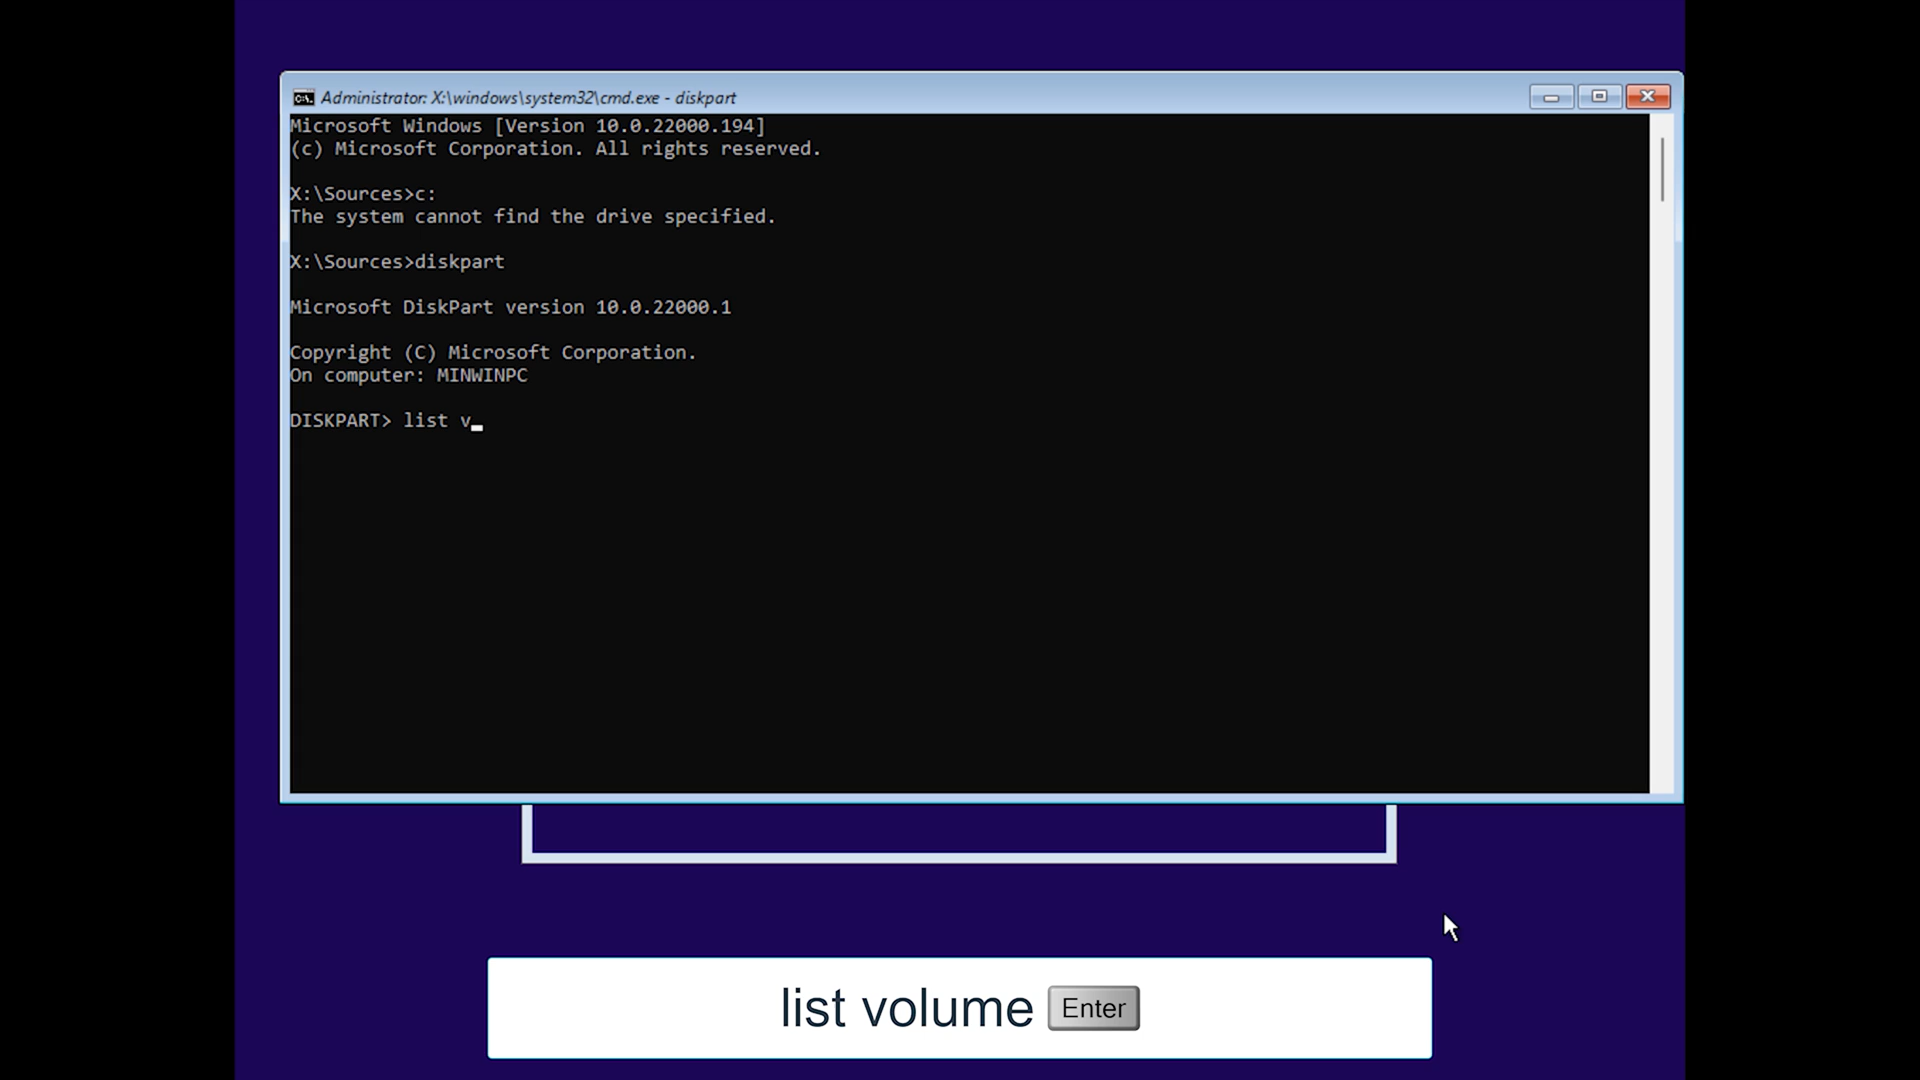 Administrator: X:\windows\system32\cmd.exe - diskpart
Microsoft Windows [Version 10.0.22000.194]
(c) Microsoft Corporation. All rights reserved.
X:\Sources>c:
The system cannot find the drive specified.
X:\Sources>diskpart
Microsoft DiskPart version 10.0.22000.1
Copyright (C) Microsoft Corporation.
On computer: MINWINPC
DISKPART> list v
list volume Enter